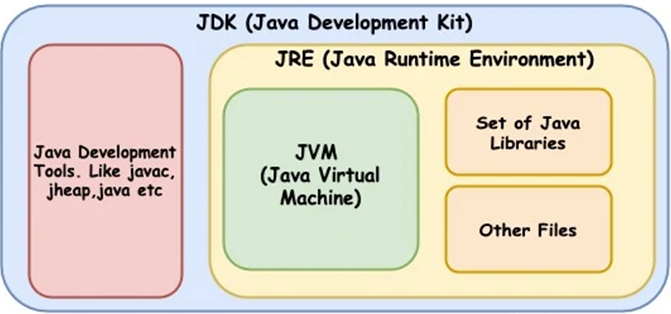 JDK (Java Development Kit)
JRE (Java Runtime Environment)
Java Development
Tools. Like javac,
jheap,java etc
JVM
(Java Virtual
Machine)
Set of Java
Libraries
Other Files